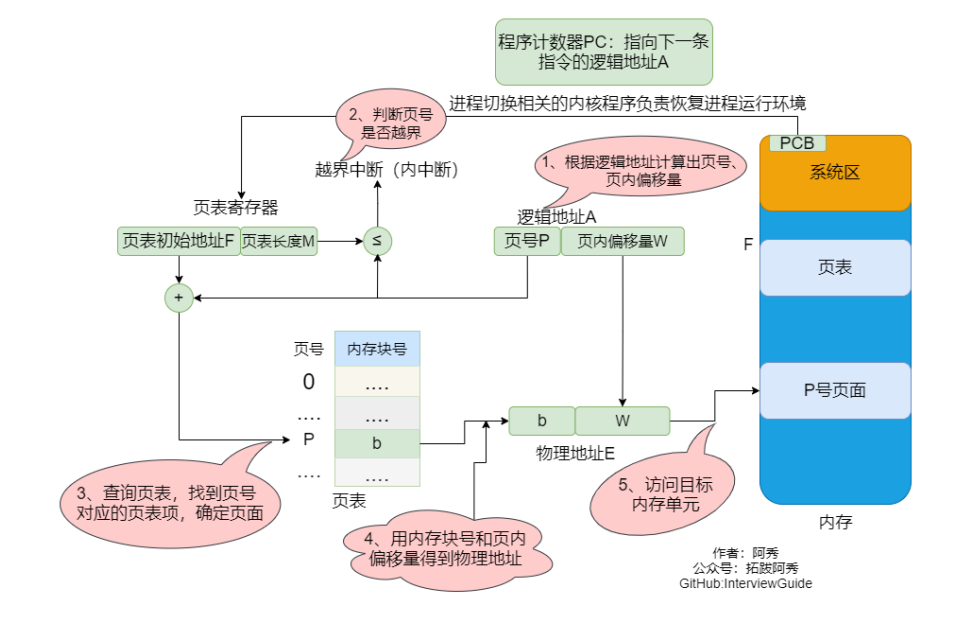 程序计数器PC：指向下一条
指令的逻辑地址A
进程切换相关的内核程序负责恢复进程运行环境
2、判断页号
是否越界
越界中断（内中断）
1、根据逻辑地址计算出页号、
页内偏移量
PCB
系统区
页表寄存器
逻辑地址A
页表初始地址F
页表长度M
≤
页号P
页内偏移量W
F
页表
+
页号
内存块号
0
....
....
....
P
b
....
....
页表
b
W
物理地址E
P号页面
3、查询页表，找到页号
对应的页表项，确定页面
4、用内存块号和页内
偏移量得到物理地址
5、访问目标
内存单元
内存
作者：阿秀
公众号：拓跋阿秀
GitHub:InterviewGuide